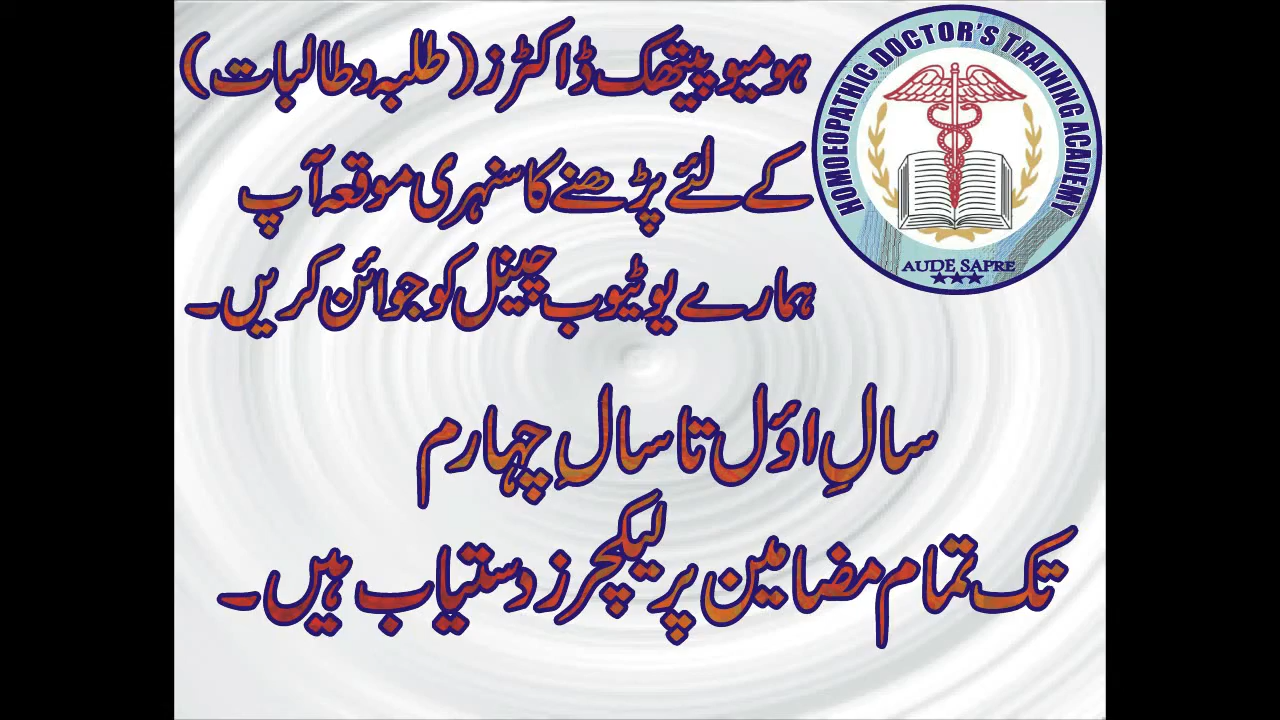 ہومیوپیتھک ڈاکٹرز (طلبہ و طالبات)
کے لئے پڑھنے کا سنہری موقعہ آپ
ہمارے یوٹیوب چینل کو جوائن کریں۔
سالِ اوّل تا سالِ چہارم
تک تمام مضامین پر لیکچرز دستیاب ہیں۔
HOMOEOPATHIC DOCTOR'S TRAINING ACADEMY
AUDE SAPRE